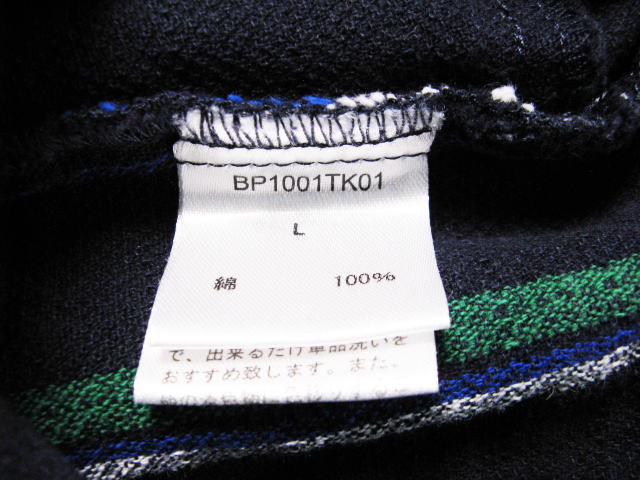 BP1001TK01
L
綿 100%
で、出来るだけ単品洗いを
おすすめ致します。また、